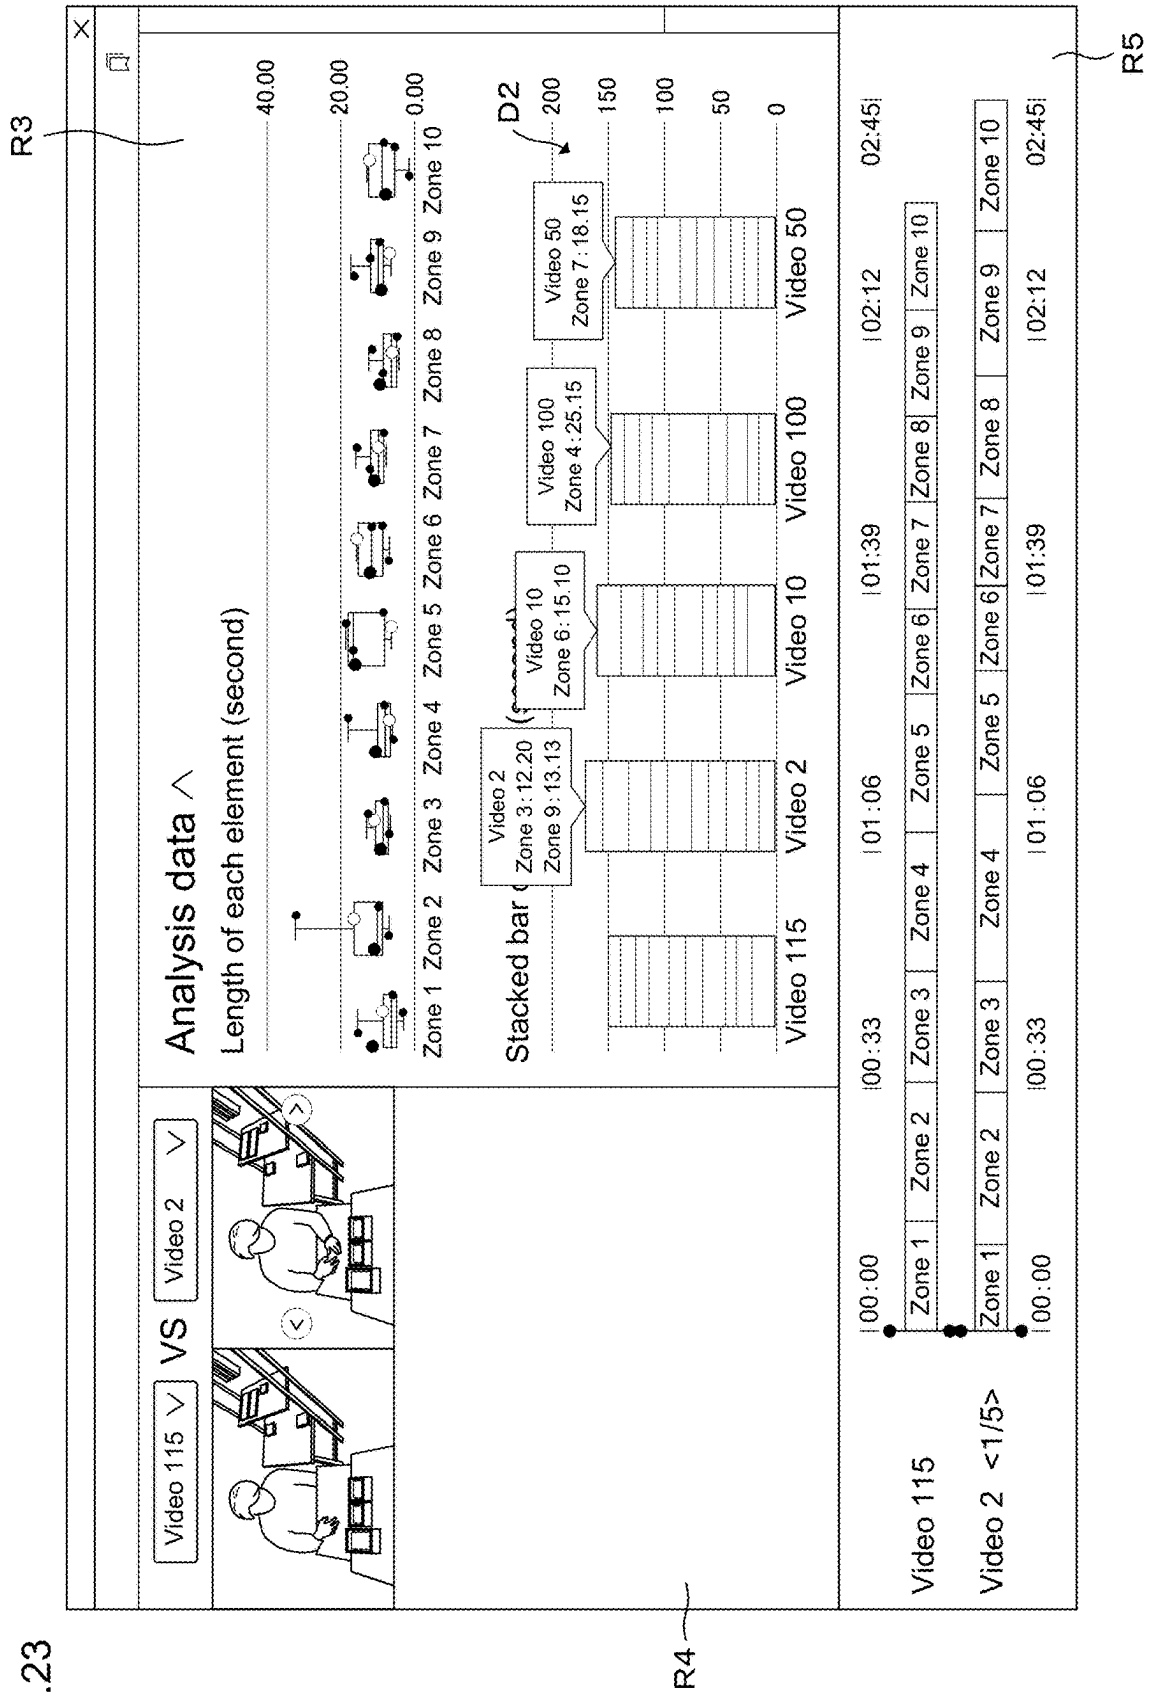 .23
R3
X
Video 115
VS
Video 2
Analysis data
Length of each element (second)
40.00
20.00
0.00
Zone 1 Zone 2 Zone 3 Zone 4 Zone 5 Zone 6 Zone 7 Zone 8 Zone 9 Zone 10
Stacked bar
D2
Video 2
Zone 3:12.20
Zone 9:13.13
Video 10
Zone 6:15.10
Video 100
Zone 4:25.15
Video 50
Zone 7:18.15
200
150
100
50
0
Video 115 Video 2 Video 10 Video 100 Video 50
R4
|00:00 |00:33 |01:06 |01:39 |02:12 02:45|
Video 115 Zone 1 Zone 2 Zone 3 Zone 4 Zone 5 Zone 6 Zone 7 Zone 8 Zone 9 Zone 10
Video 2 <1/5> Zone 1 Zone 2 Zone 3 Zone 4 Zone 5 Zone 6 Zone 7 Zone 8 Zone 9 Zone 10
|00:00 |00:33 |01:06 |01:39 |02:12 02:45|
R5